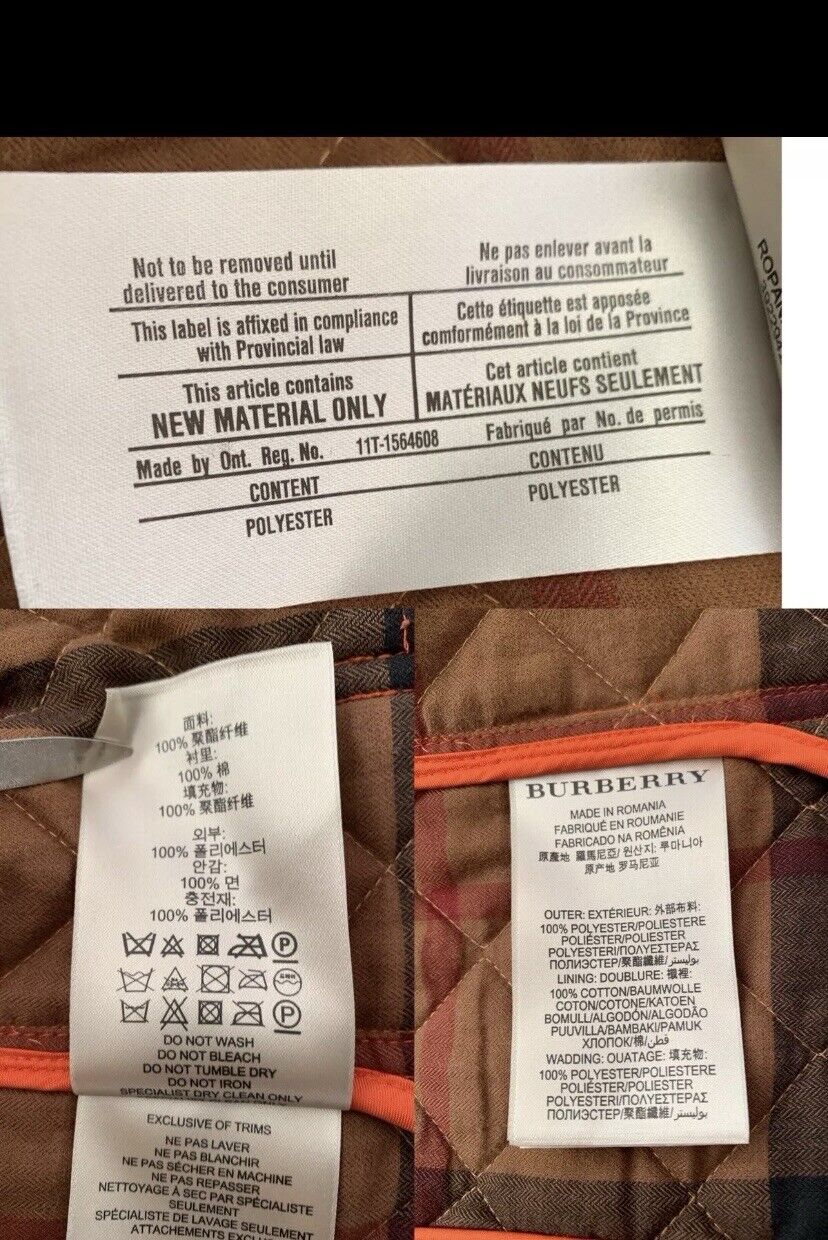 Not to be removed until
delivered to the consumer
Ne pas enlever avant la
livraison au consommateur
This label is affixed in compliance
with Provincial law
Cette étiquette est apposée
comformément à la loi de la Province
This article contains
NEW MATERIAL ONLY
Cet article contient
MATÉRIAUX NEUFS SEULEMENT
Made by Ont. Reg. No. 11T-1564608 Fabriqué par No. de permis
CONTENT
CONTENU
POLYESTER
POLYESTER
面料:
100% 聚酯纤维
衬里:
100% 棉
填充物:
100% 聚酯纤维
외부:
100% 폴리에스터
안감:
100% 면
충전재:
100% 폴리에스터
DO NOT WASH
DO NOT BLEACH
DO NOT TUMBLE DRY
DO NOT IRON
SPECIALIST DRY CLEAN ONLY
EXCLUSIVE OF TRIMS
NE PAS LAVER
NE PAS BLANCHIR
NE PAS SÉCHER EN MACHINE
NE PAS REPASSER
NETTOYAGE À SEC PAR SPÉCIALISTE
SEULEMENT
SPÉCIALISTE DE LAVAGE SEULEMENT
BURBERRY
MADE IN ROMANIA
FABRIQUÉ EN ROUMANIE
FABRICADO NA ROMÊNIA
原產地 羅馬尼亞/ 원산지: 루마니아
原产地 罗马尼亚
OUTER: EXTÉRIEUR: 外部布料:
100% POLYESTER/POLIESTERE
POLIÉSTER/POLIESTER
POLYESTERI/ΠΟΛΥΕΣΤΕΡΑΣ
ПОЛИЭСТЕР/聚酯纖維/بوليستر
LINING: DOUBLURE: 襯裡:
100% COTTON/BAUMWOLLE
COTON/COTONE/KATOEN
BOMULL/ALGODÓN/ALGODÃO
PUUVILLA/BAMBAKI/PAMUK
ХЛОПОК/棉/قطن
WADDING: OUATAGE: 填充物:
100% POLYESTER/POLIESTERE
POLIÉSTER/POLIESTER
POLYESTERI/ΠΟΛΥΕΣΤΕΡΑΣ
ПОЛИЭСТЕР/聚酯纖維/بوليستر